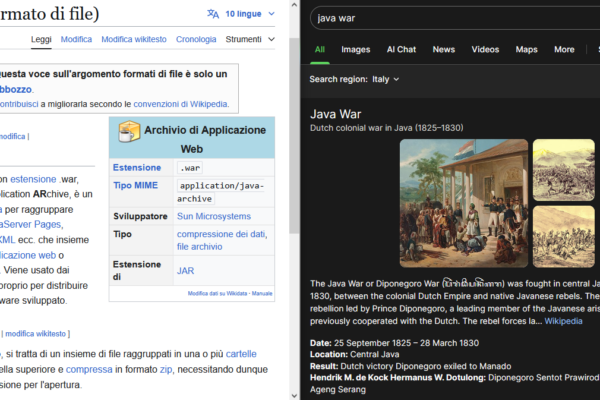 rmato di file)
10 lingue
Leggi Modifica Modifica wikitesto Cronologia Strumenti
uesta voce sull'argomento formati di file è solo un
bbozzo.
ontribuisci a migliorarla secondo le convenzioni di Wikipedia.
modifica ]
Archivio di Applicazione
Web
Estensione .war
Tipo MIME application/java-
archive
Sviluppatore Sun Microsystems
Tipo compressione dei dati,
file archivio
Estensione
di JAR
Modifica dati su Wikidata · Manuale
on estensione .war,
plication ARchive, è un
a per raggruppare
aServer Pages,
XML ecc. che insieme
licazione web o
. Viene usato dai
proprio per distribuire
ware sviluppato.
| modifica wikitesto ]
, si tratta di un insieme di file raggruppati in una o più cartelle
ella superiore e compressa in formato zip, necessitando dunque
sione per l'apertura.
java war
All Images AI Chat News Videos Maps More
Search region: Italy
Java War
Dutch colonial war in Java (1825–1830)
The Java War or Diponegoro War ( ) was fought in central Ja
1830, between the colonial Dutch Empire and native Javanese rebels. The
rebellion led by Prince Diponegoro, a leading member of the Javanese aris
previously cooperated with the Dutch. The rebel forces la... Wikipedia
Date: 25 September 1825 – 28 March 1830
Location: Central Java
Result: Dutch victory Diponegoro exiled to Manado
Hendrik M. de Kock Hermanus W. Dotulong: Diponegoro Sentot Prawirod
Ageng Serang